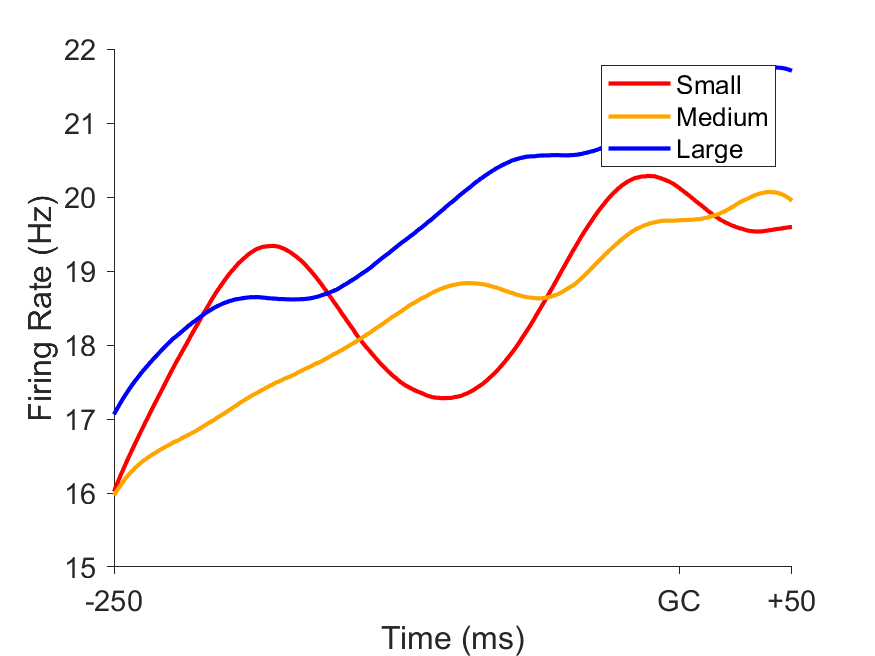 22
21
20
19
18
17
16
15
Firing Rate (Hz)
Small
Medium
Large
-250
GC
+50
Time (ms)